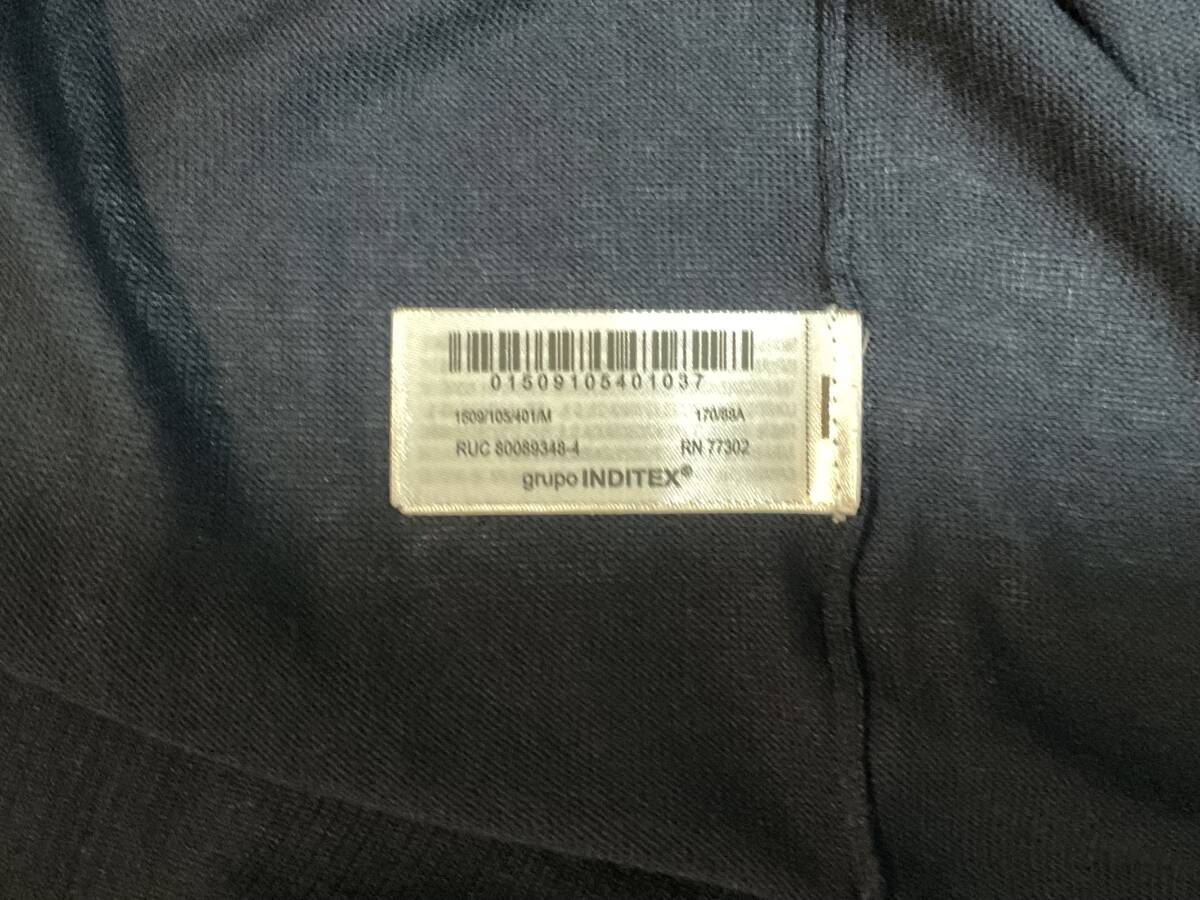 01509105401037
1509/105/401/M 170/88A
RUC 80089348-4 RN 77302
grupo INDITEX®